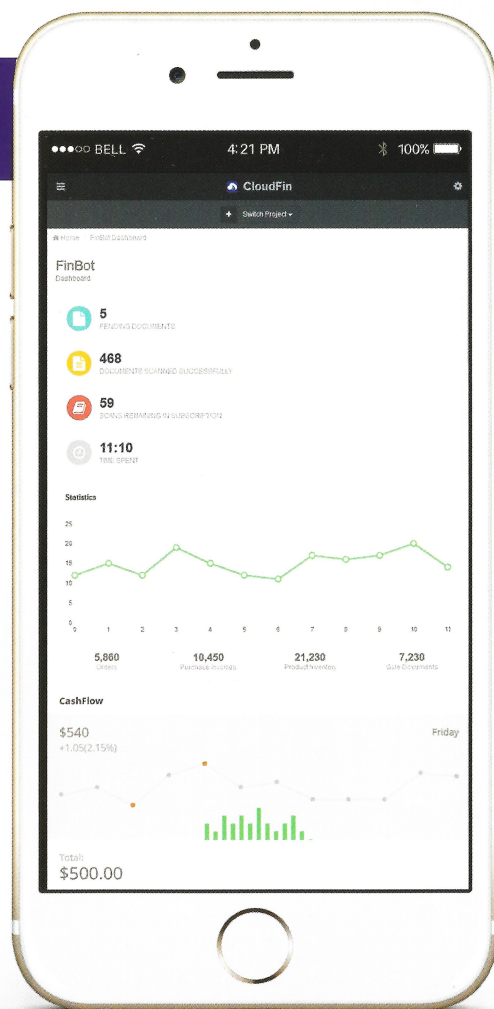 BELL 4:21 PM 100%
CloudFin
+ Switch Project
Home FinBot Dashboard
FinBot
Dashboard
5
PENDING DOCUMENTS
468
DOCUMENTS SCANNED SUCCESSFULLY
59
SCANS REMAINING IN SUBSCRIPTION
11:10
TIME SPENT
Statistics
25
20
15
10
5
0
0 1 2 3 4 5 6 7 8 9 10 11
5,860 10,450 21,230 7,230
Orders Purchase Invoices Product Inventory Documents
CashFlow
$540 Friday
+1.05(2.15%)
Total:
$500.00